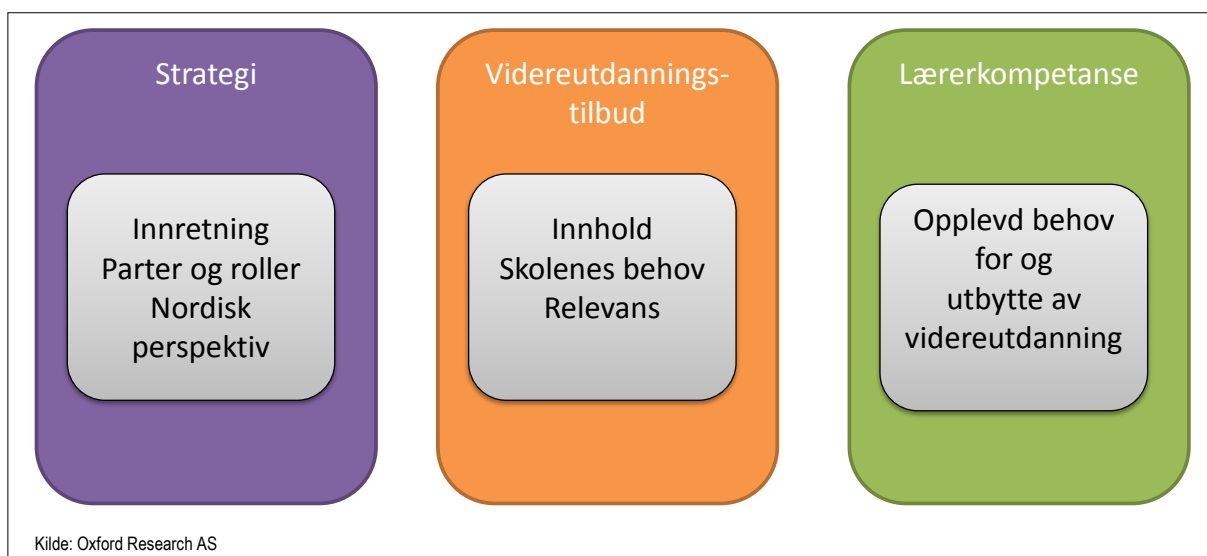 Strategi
Innretning
Parter og roller
Nordisk
perspektiv
Videreutdannings-
tilbud
Innhold
Skolenes behov
Relevans
Lærerkompetanse
Opplevd behov
for og
utbytte av
videreutdanning
Kilde: Oxford Research AS